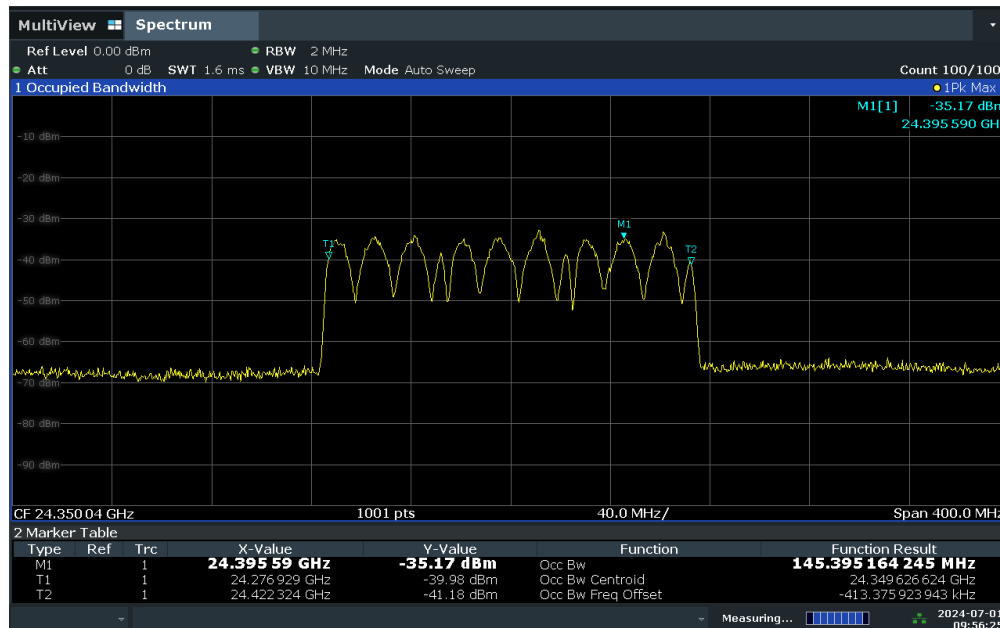 MultiView Spectrum
Ref Level 0.00 dBm RBW 2 MHz
Att 0 dB SWT 1.6 ms VBW 10 MHz Mode Auto Sweep Count 100/100
1 Occupied Bandwidth 1Pk Max
M1[1] -35.17 dBm
24.395 590 GH
-10 dBm
-20 dBm
-30 dBm
M1
T1
T2
-40 dBm
-50 dBm
-60 dBm
-70 dBm
-80 dBm
-90 dBm
CF 24.350 04 GHz 1001 pts 40.0 MHz/ Span 400.0 MHz
2 Marker Table
Type Ref Trc X-Value Y-Value Function Function Result
M1 1 24.395 59 GHz -35.17 dBm Occ Bw 145.395 164 245 MHz
T1 1 24.276 929 GHz -39.98 dBm Occ Bw Centroid 24.349 626 624 GHz
T2 1 24.422 324 GHz -41.18 dBm Occ Bw Freq Offset -413.375 923 943 kHz
Measuring... 2024-07-01
09:56:25